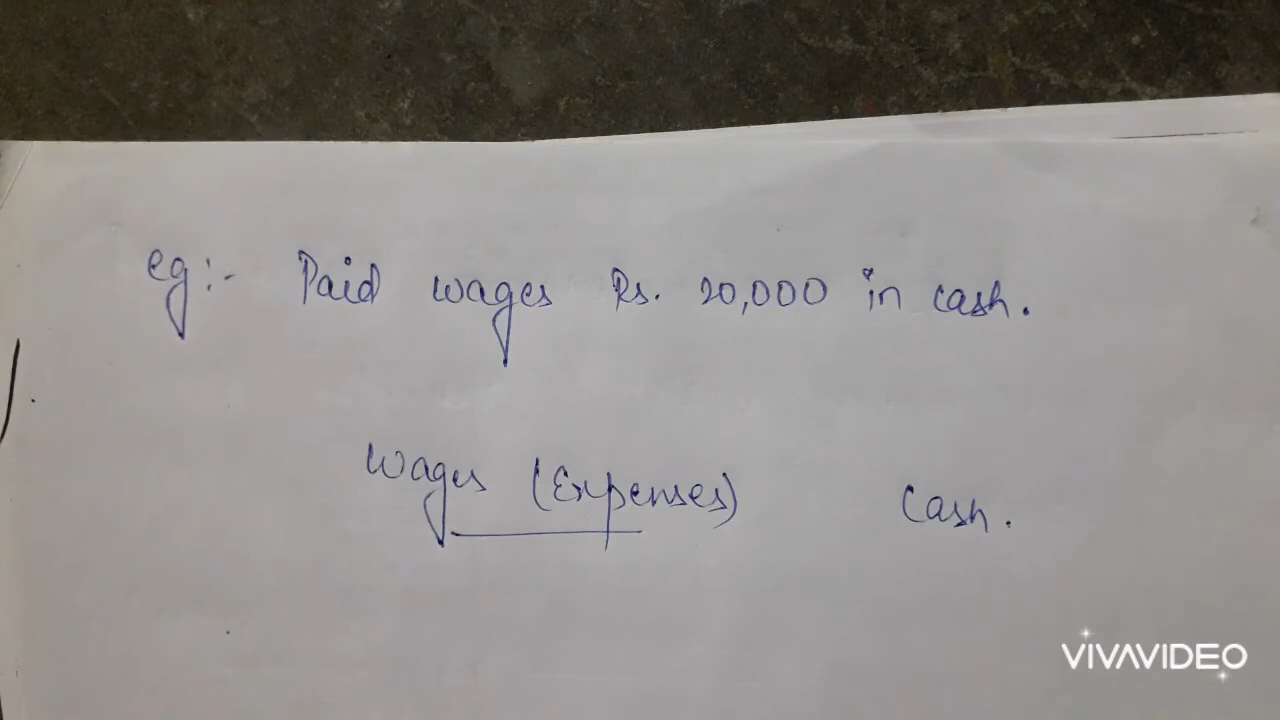 eg:- Paid wages Rs. 20,000 in cash.
Wages (Expenses) Cash.
VIVAVIDEO